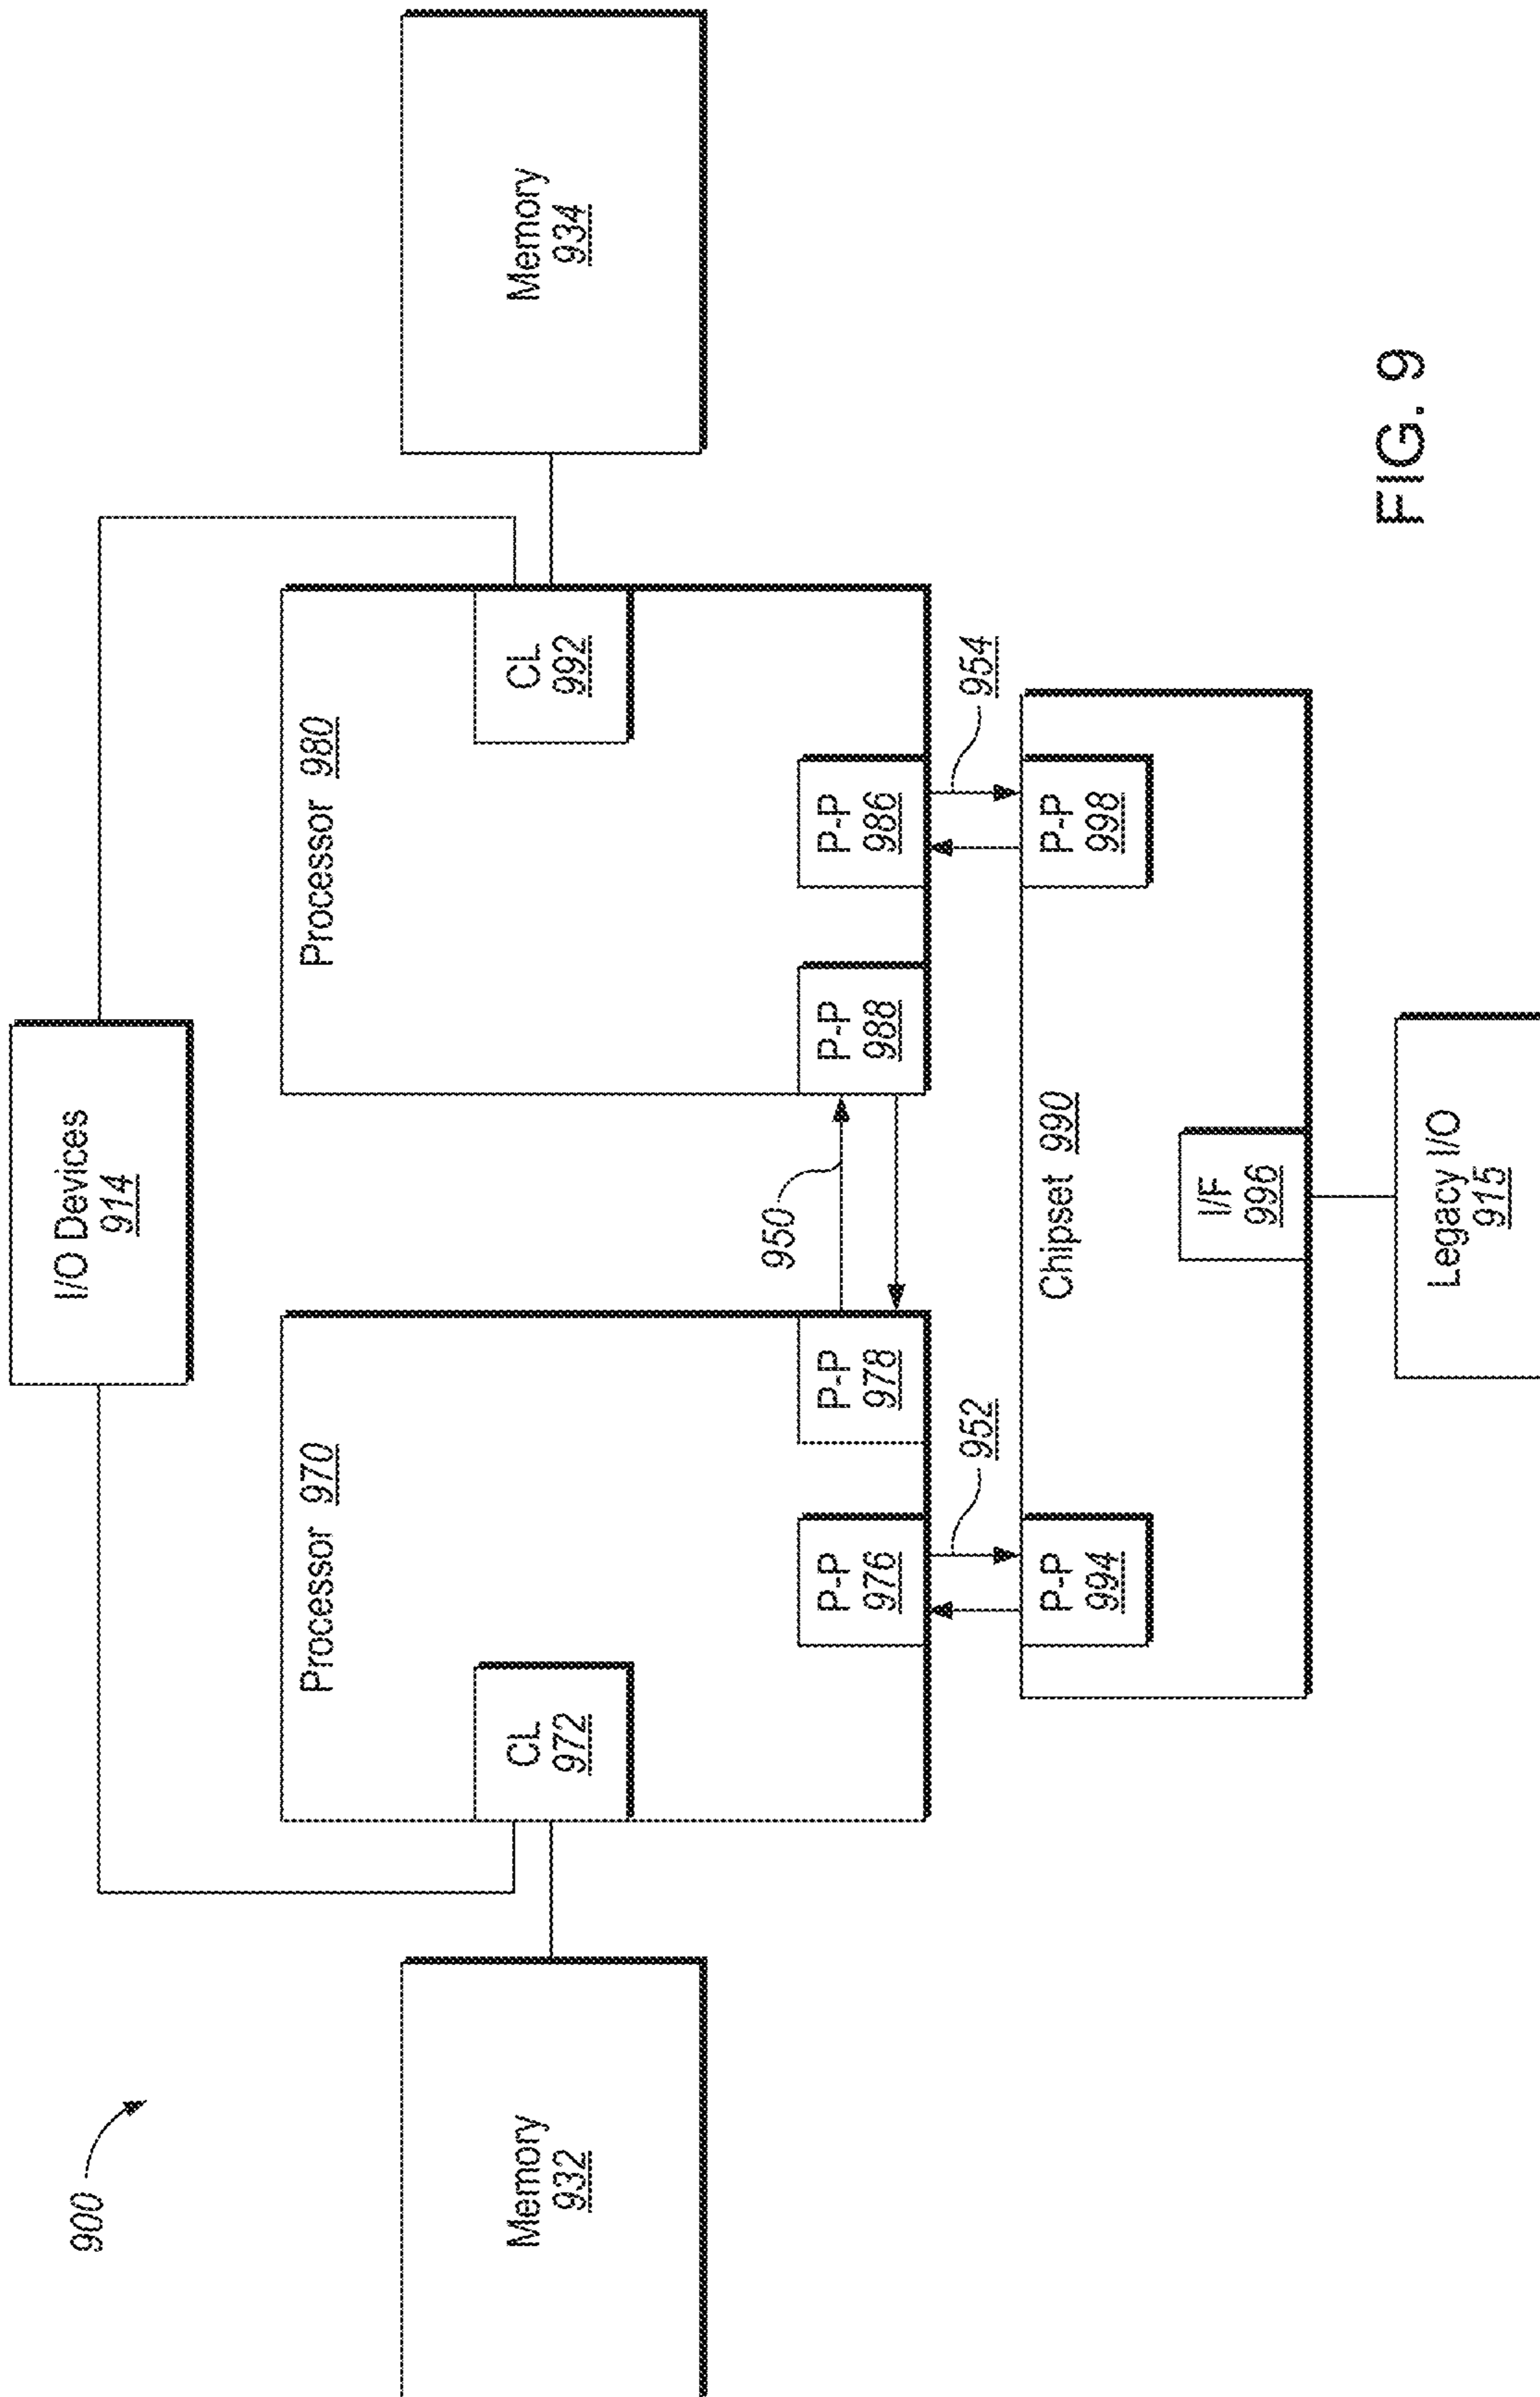 900
I/O Devices
914
Memory
932
Processor 970
CL
972
P-P
976
P-P
978
950
Processor 980
CL
992
P-P
988
P-P
986
Memory
934
952
954
Chipset 990
P-P
994
P-P
998
I/F
996
Legacy I/O
915
FIG. 9